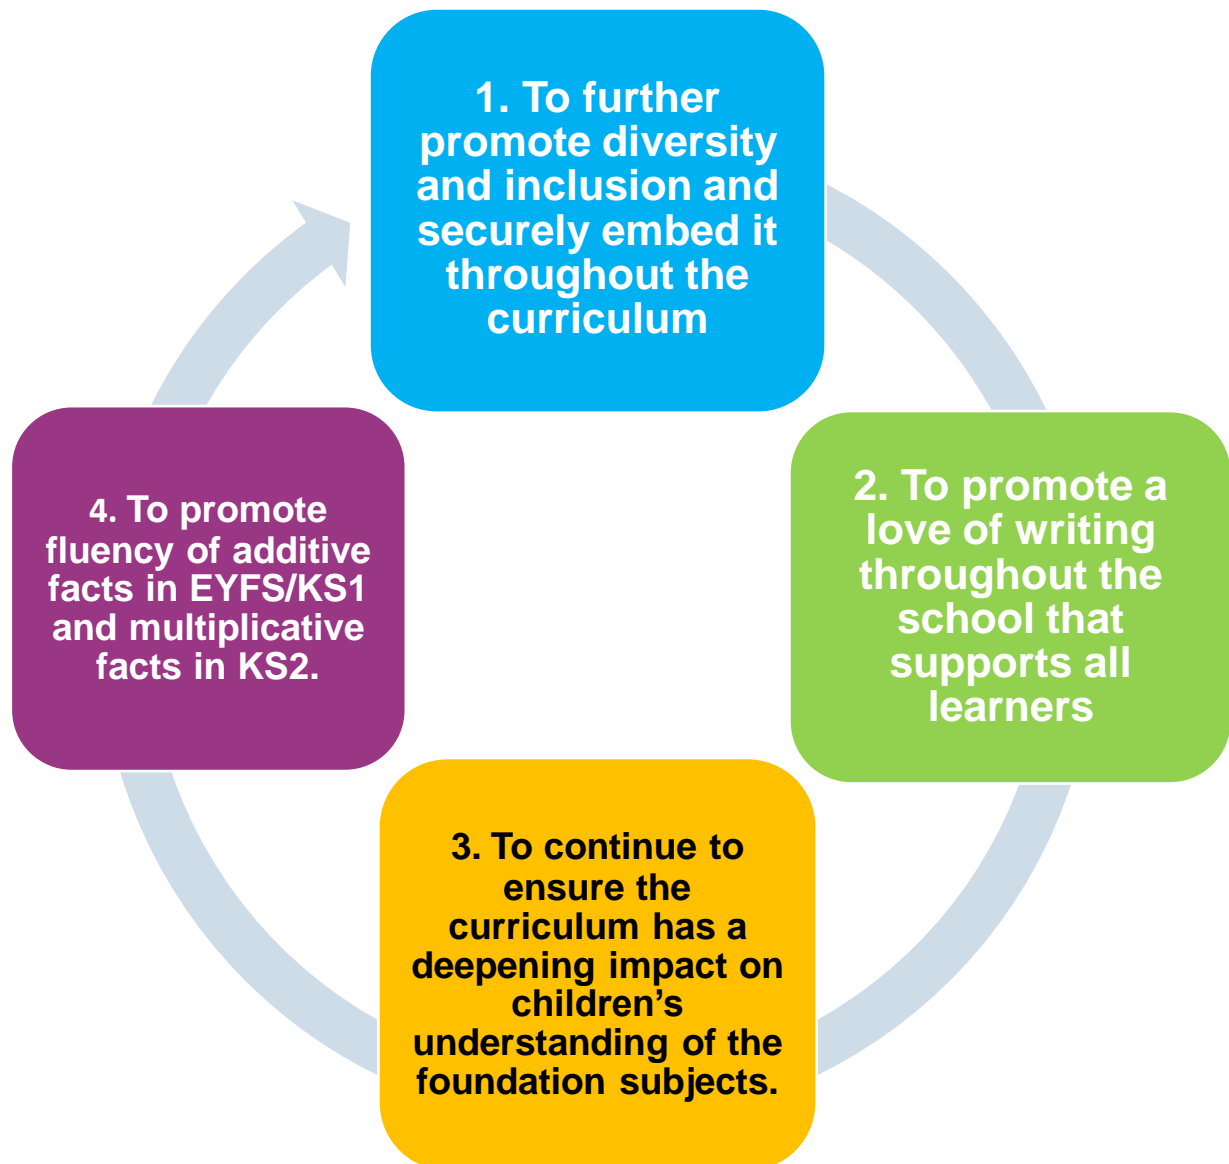 1. To further
promote diversity
and inclusion and
securely embed it
throughout the
curriculum
2. To promote a
love of writing
throughout the
school that
supports all
learners
3. To continue to
ensure the
curriculum has a
deepening impact on
children’s
understanding of the
foundation subjects.
4. To promote
fluency of additive
facts in EYFS/KS1
and multiplicative
facts in KS2.